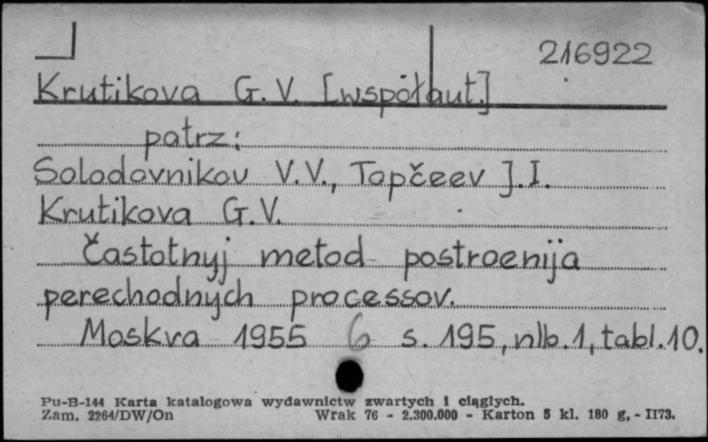 216922
Krutikova G.V. [współaut.]
patrz:
Solodovnikov V.V., Topčeev J.I.
Krutikova G.V.
Častotnyj metod postroenija
perechodnych processov.
Moskva 1955 6 s. 195, nlb.1, tabl.10.
Pu-B-144 Karta katalogowa wydawnictw zwartych i ciągłych.
Zam. 2264/DW/On Wrak 76 - 2.300.000 - Karton 5 kl. 180 g, - II73.